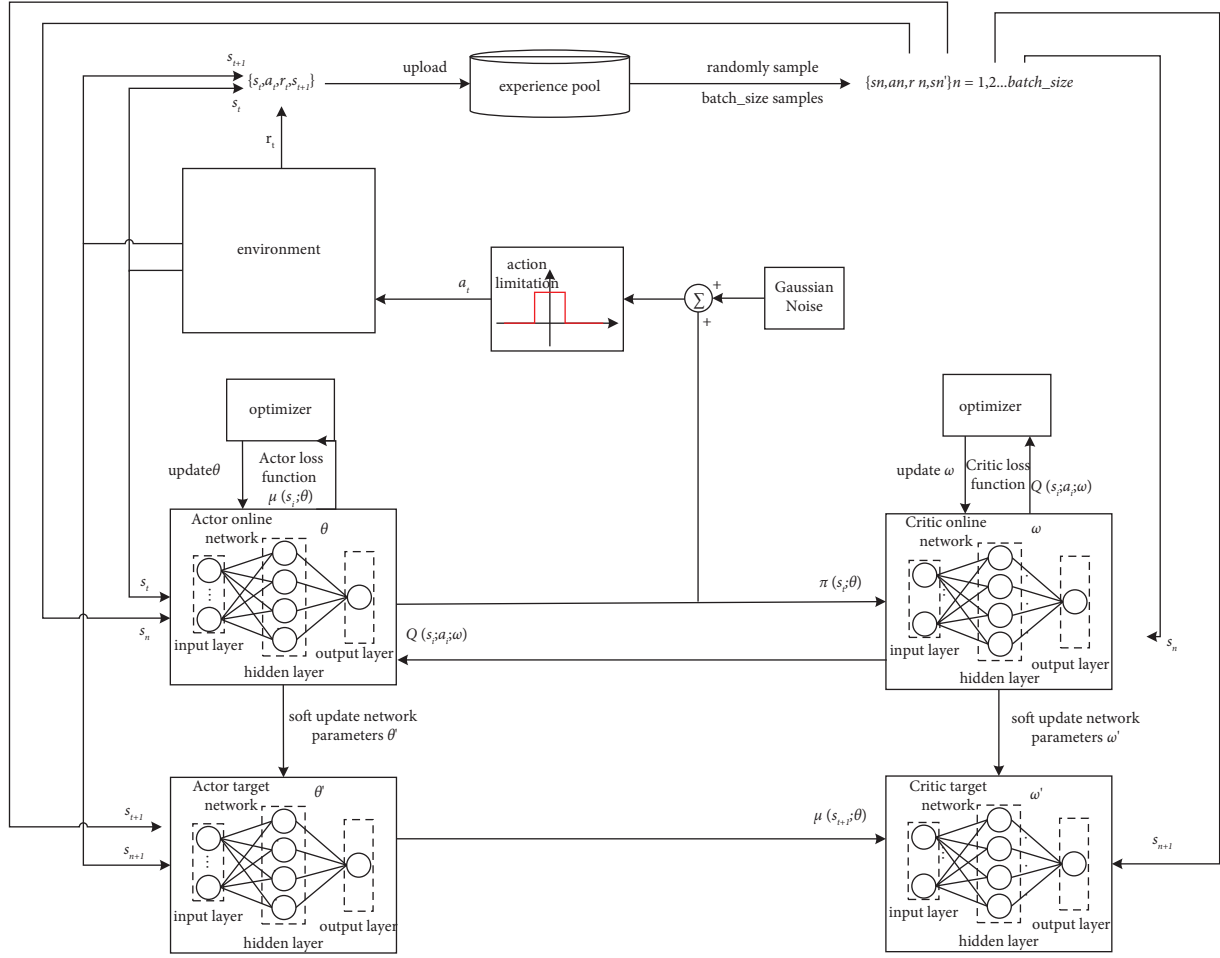 s_{t+1}
{s_t,a_t,r_t,s_{t+1}}
s_t
upload
experience pool
randomly sample
batch_size samples
{sn,an,r n,sn'}n = 1,2...batch_size
r_t
environment
a_t
action
limitation
Σ
+
+
Gaussian
Noise
optimizer
update θ
Actor loss
function
μ (s_i;θ)
optimizer
update ω
Critic loss
function
Q (s_i;a_i;ω)
Actor online
network
θ
s_t
s_n
input layer
hidden layer
output layer
π (s_i;θ)
Q (s_i;a_i;ω)
Critic online
network
ω
input layer
hidden layer
output layer
s_n
soft update network
parameters θ'
soft update network
parameters ω'
Actor target
network
θ'
s_{t+1}
s_{n+1}
input layer
hidden layer
output layer
μ (s_{t+1};θ)
Critic target
network
ω'
input layer
hidden layer
output layer
s_{n+1}